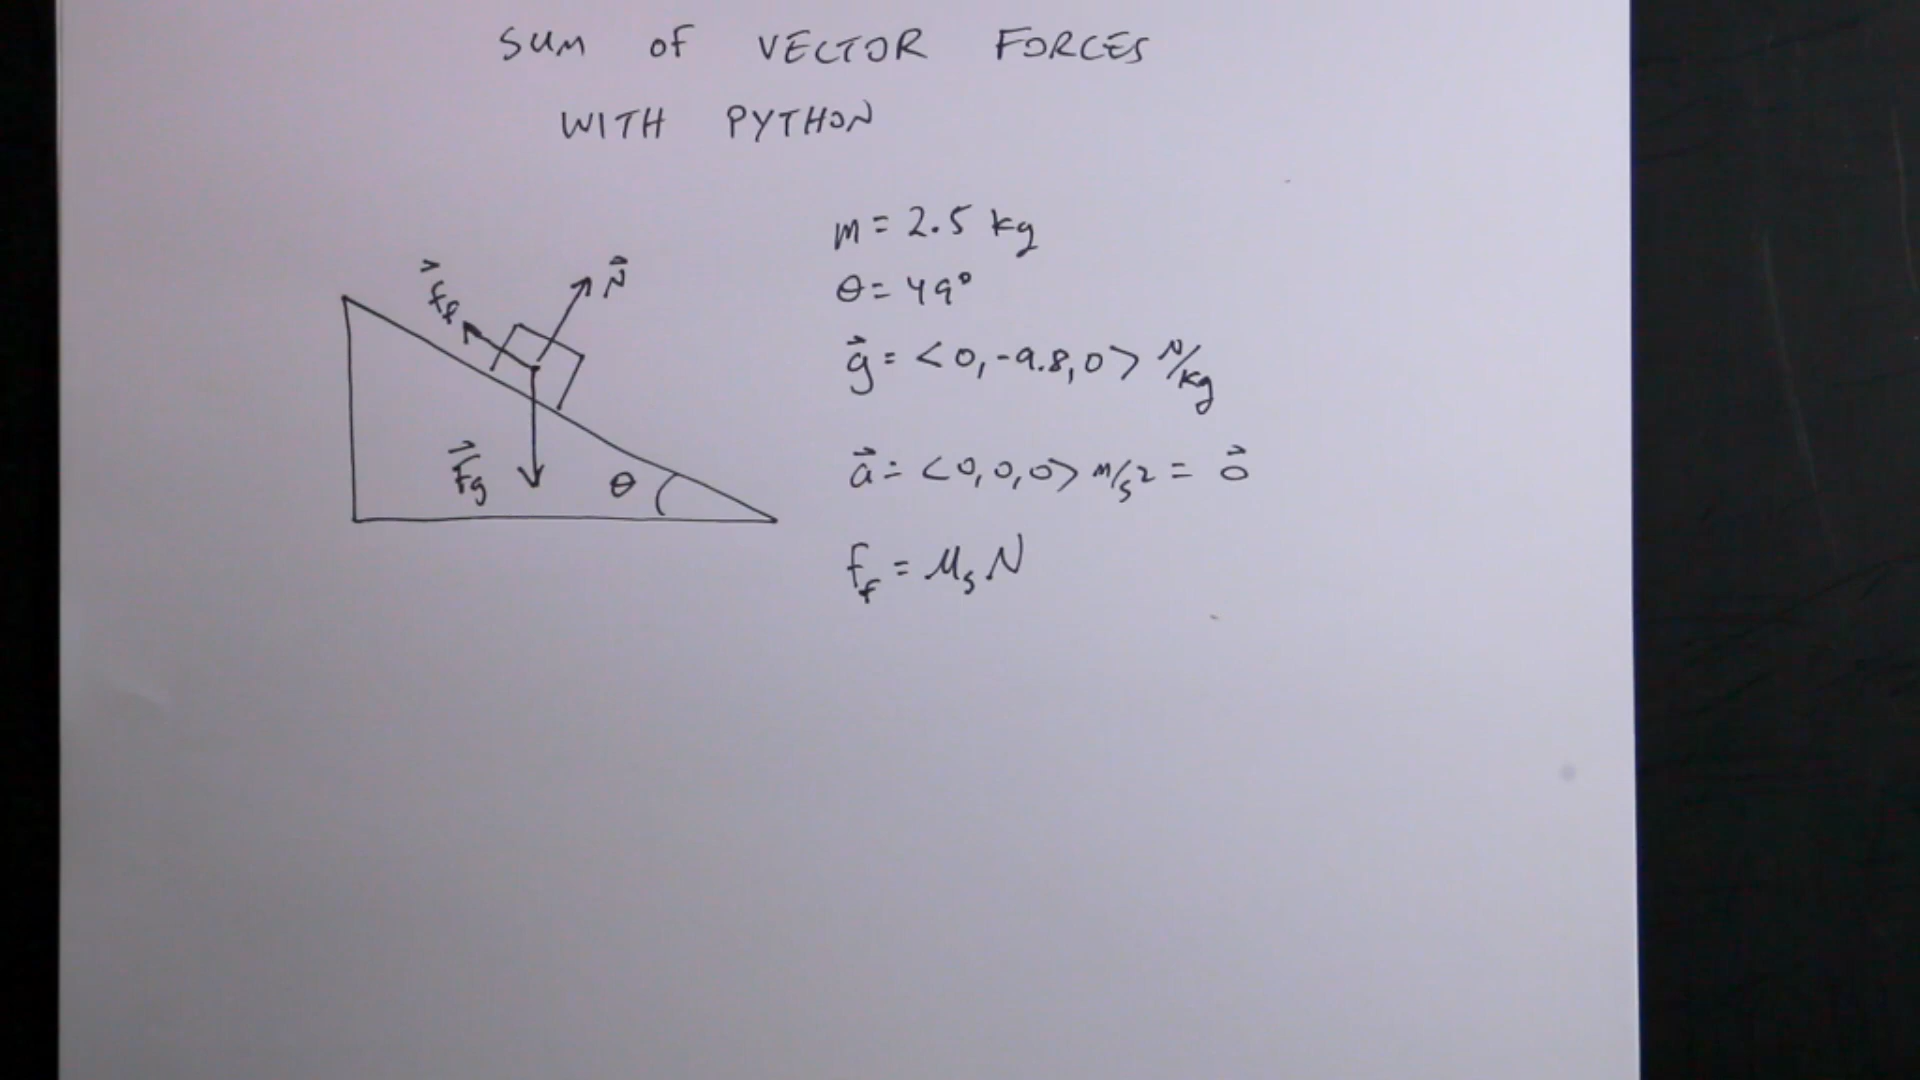 SUM OF VECTOR FORCES
WITH PYTHON
m = 2.5 kg
θ = 49°
g⃗ = <0, -9.8, 0> N/kg
a⃗ = <0, 0, 0> m/s² = 0⃗
F_f = μ_s N
F⃗_f
N⃗
F⃗_g
θ